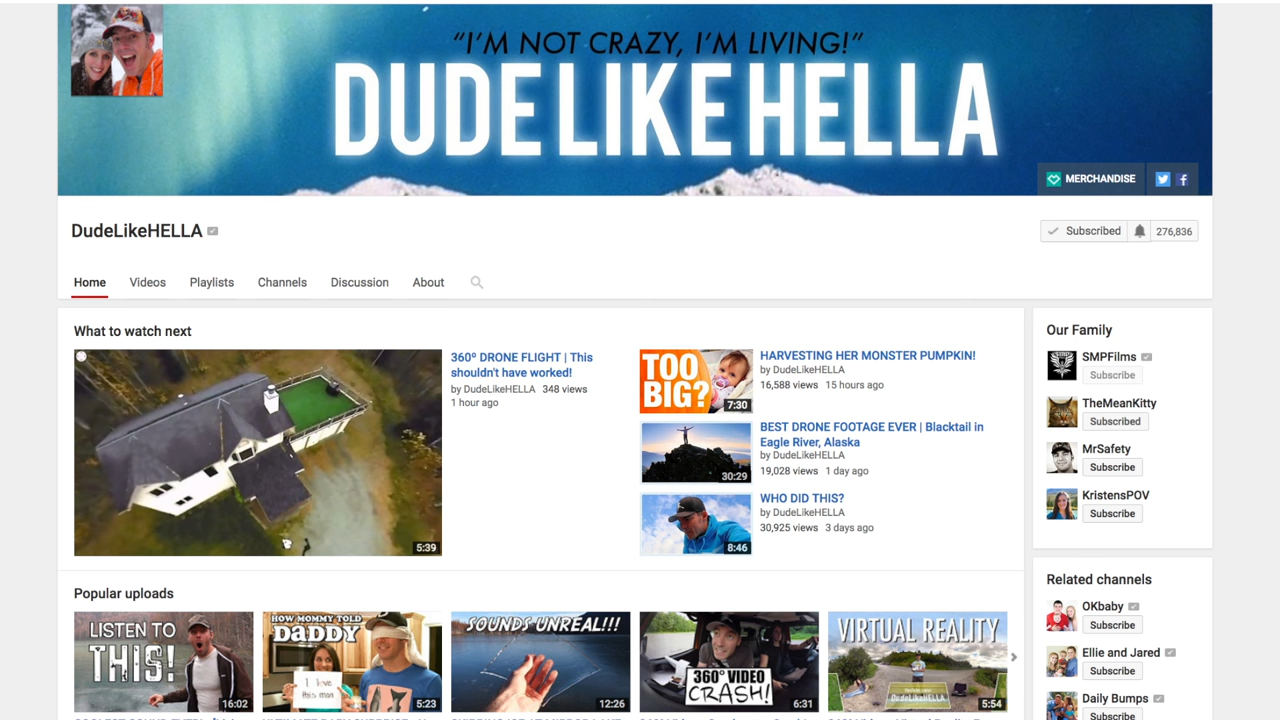 "I'M NOT CRAZY, I'M LIVING!"
DUDELIKEHELLA
MERCHANDISE
DudeLikeHELLA
Subscribed
276,836
Home Videos Playlists Channels Discussion About
What to watch next
360º DRONE FLIGHT | This
shouldn't have worked!
by DudeLikeHELLA 348 views
1 hour ago
5:39
TOO
BIG?
7:30
HARVESTING HER MONSTER PUMPKIN!
by DudeLikeHELLA
16,588 views 15 hours ago
30:29
BEST DRONE FOOTAGE EVER | Blacktail in
Eagle River, Alaska
by DudeLikeHELLA
19,028 views 1 day ago
8:46
WHO DID THIS?
by DudeLikeHELLA
30,925 views 3 days ago
Popular uploads
LISTEN TO
THIS!
16:02
HOW MOMMY TOLD
DADDY
I love
this man
5:23
SOUNDS UNREAL!!!
12:26
360° VIDEO
CRASH!
6:31
VIRTUAL REALITY
DudeLikeHELLA
5:54
Our Family
SMPFilms
Subscribe
TheMeanKitty
Subscribed
MrSafety
Subscribe
KristensPOV
Subscribe
Related channels
OKbaby
Subscribe
Ellie and Jared
Subscribe
Daily Bumps
Subscribe